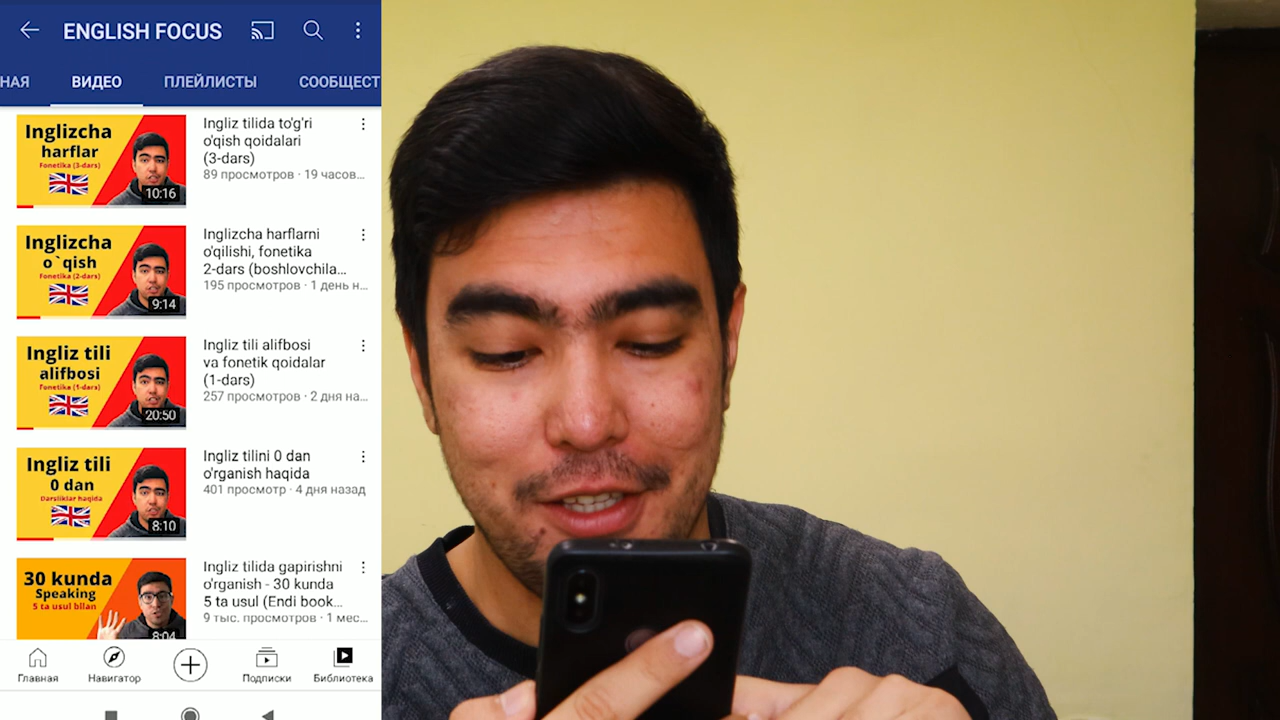 ENGLISH FOCUS
НАЯ
ВИДЕО
ПЛЕЙЛИСТЫ
СООБЩЕСТ
Inglizcha
harflar
Fonetika (3-dars)
10:16
Ingliz tilida to'g'ri
o'qish qoidalari
(3-dars)
89 просмотров · 19 часов...
Inglizcha
o`qish
Fonetika (2-dars)
9:14
Inglizcha harflarni
o'qilishi, fonetika
2-dars (boshlovchila...
195 просмотров · 1 день н...
Ingliz tili
alifbosi
Fonetika (1-dars)
20:50
Ingliz tili alifbosi
va fonetik qoidalar
(1-dars)
257 просмотров · 2 дня на...
Ingliz tili
0 dan
Darsliklar haqida
8:10
Ingliz tilini 0 dan
o'rganish haqida
401 просмотр · 4 дня назад
30 kunda
Speaking
5 ta usul bilan
8:04
Ingliz tilida gapirishni
o'rganish - 30 kunda
5 ta usul (Endi book...
9 тыс. просмотров · 1 мес...
Главная
Навигатор
Подписки
Библиотека